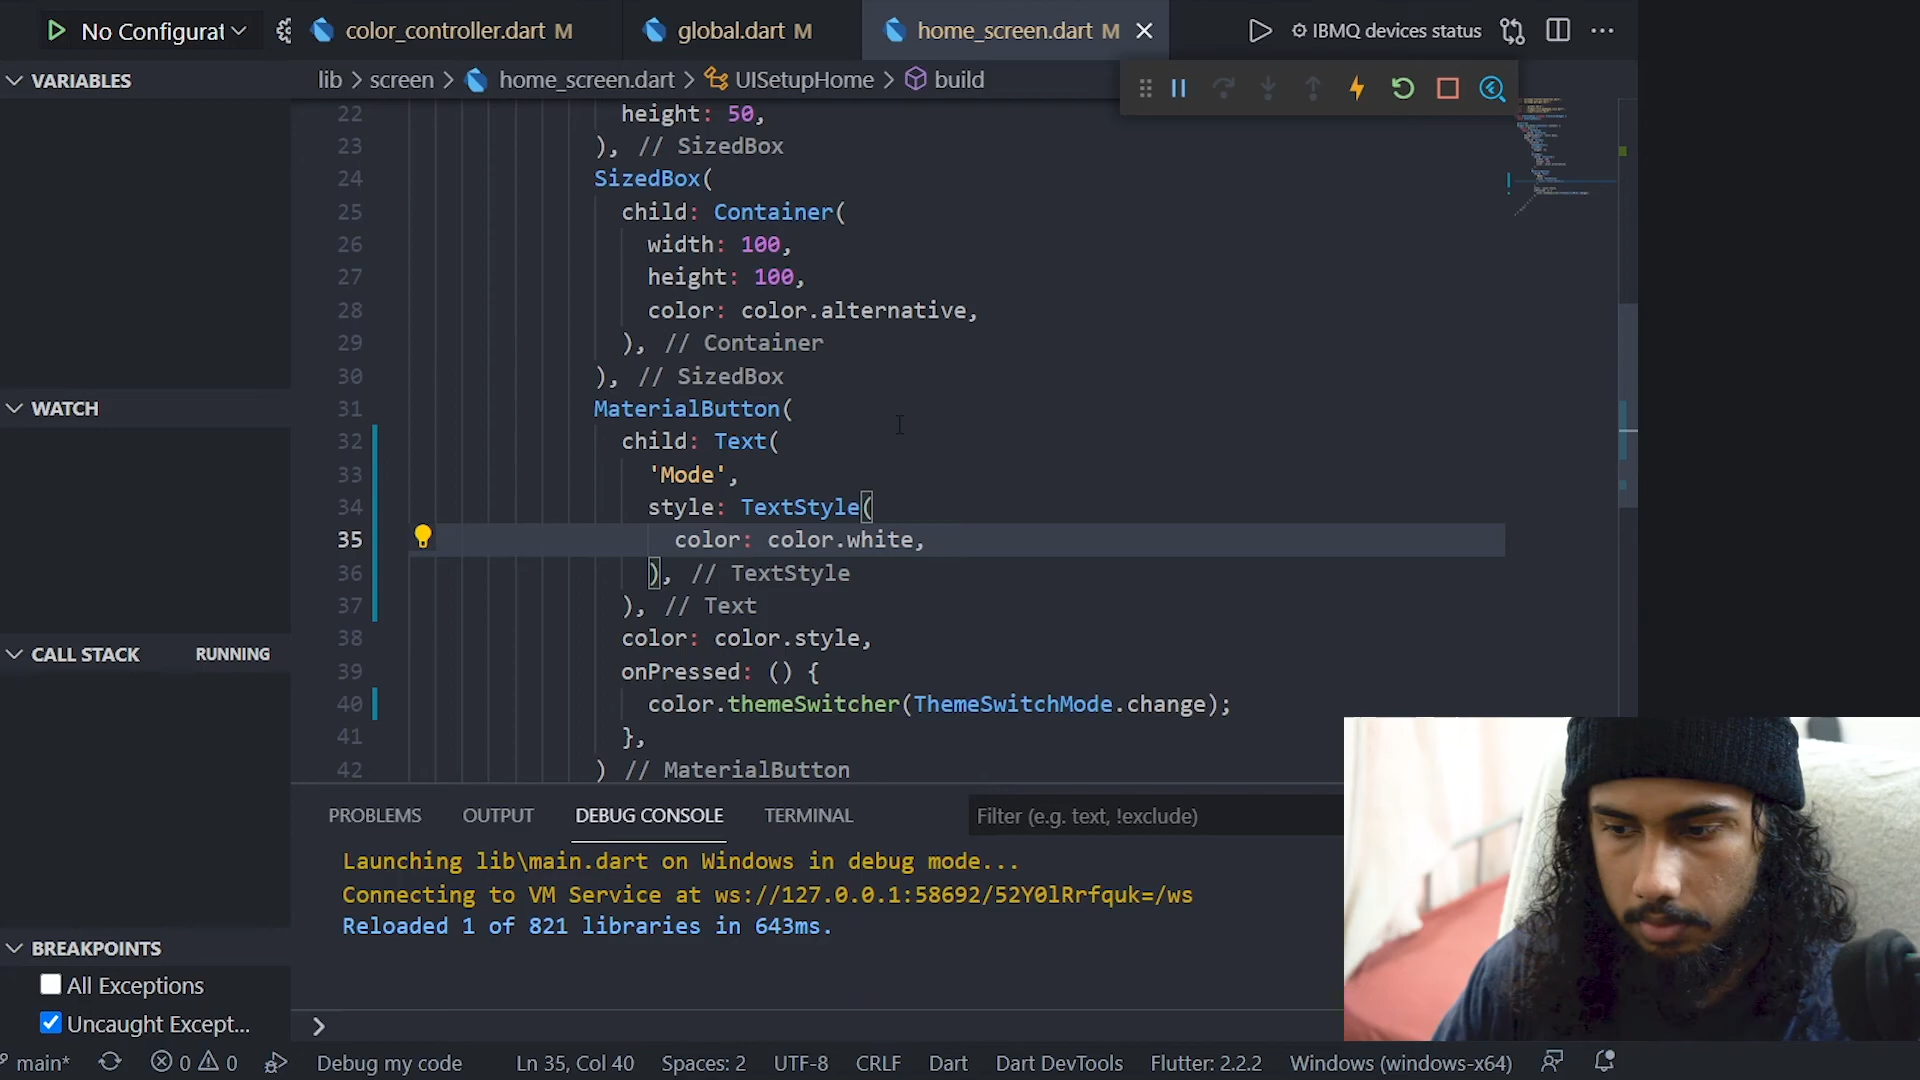 No Configurat
color_controller.dart M
global.dart M
home_screen.dart M
IBMQ devices status
VARIABLES
lib > screen > home_screen.dart > UISetupHome > build
22 height: 50,
23 ), // SizedBox
24 SizedBox(
25 child: Container(
26 width: 100,
27 height: 100,
28 color: color.alternative,
29 ), // Container
30 ), // SizedBox
31 MaterialButton(
32 child: Text(
33 'Mode',
34 style: TextStyle(
35 color: color.white,
36 ), // TextStyle
37 ), // Text
38 color: color.style,
39 onPressed: () {
40 color.themeSwitcher(ThemeSwitchMode.change);
41 },
42 ) // MaterialButton
WATCH
CALL STACK RUNNING
BREAKPOINTS
All Exceptions
Uncaught Except...
PROBLEMS OUTPUT DEBUG CONSOLE TERMINAL Filter (e.g. text, !exclude)
Launching lib\main.dart on Windows in debug mode...
Connecting to VM Service at ws://127.0.0.1:58692/52Y0lRrfquk=/ws
Reloaded 1 of 821 libraries in 643ms.
>
main* 0 0 Debug my code Ln 35, Col 40 Spaces: 2 UTF-8 CRLF Dart Dart DevTools Flutter: 2.2.2 Windows (windows-x64)